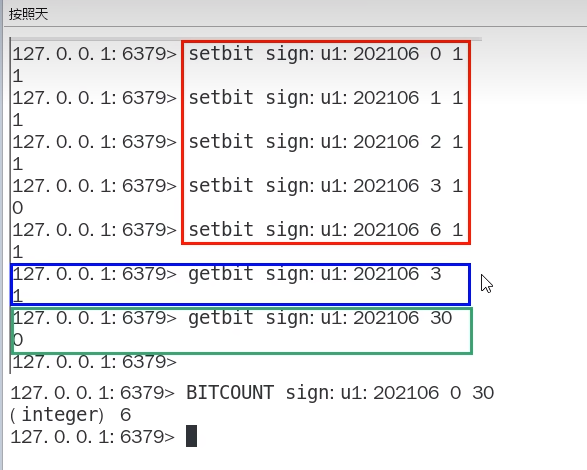 按照天
127.0.0.1:6379> setbit sign:u1:202106 0 1
1
127.0.0.1:6379> setbit sign:u1:202106 1 1
1
127.0.0.1:6379> setbit sign:u1:202106 2 1
1
127.0.0.1:6379> setbit sign:u1:202106 3 1
0
127.0.0.1:6379> setbit sign:u1:202106 6 1
1
127.0.0.1:6379> getbit sign:u1:202106 3
1
127.0.0.1:6379> getbit sign:u1:202106 30
0
127.0.0.1:6379>
127.0.0.1:6379> BITCOUNT sign:u1:202106 0 30
(integer) 6
127.0.0.1:6379>